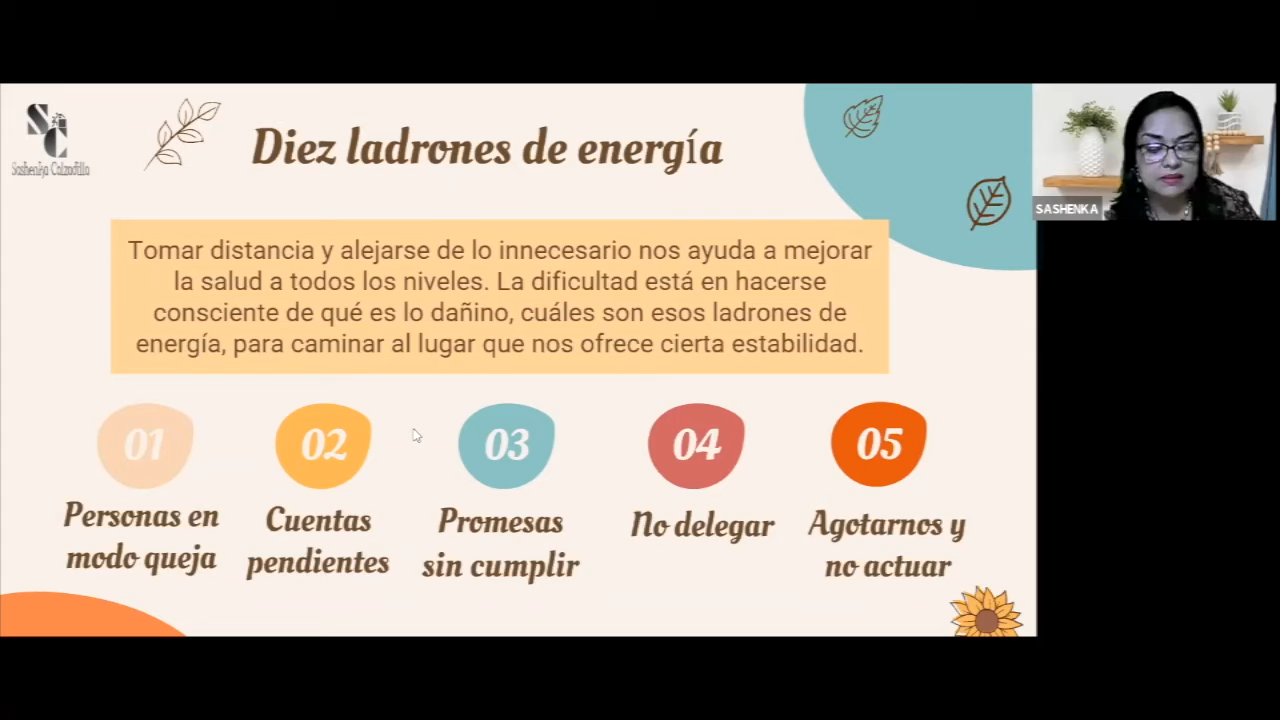 SC
Sashenka Calzadilla
Diez ladrones de energía
SASHENKA
Tomar distancia y alejarse de lo innecesario nos ayuda a mejorar
la salud a todos los niveles. La dificultad está en hacerse
consciente de qué es lo dañino, cuáles son esos ladrones de
energía, para caminar al lugar que nos ofrece cierta estabilidad.
01
Personas en
modo queja
02
Cuentas
pendientes
03
Promesas
sin cumplir
04
No delegar
05
Agotarnos y
no actuar